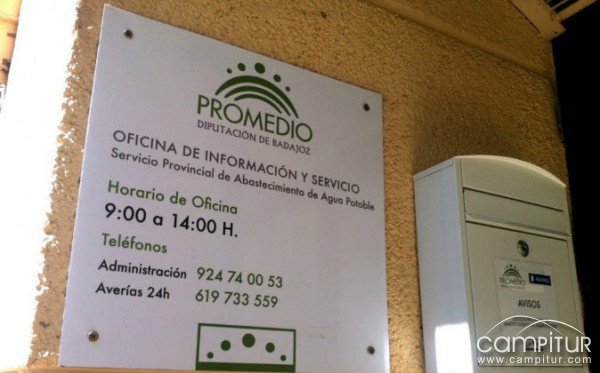 PROMEDIO
DIPUTACIÓN DE BADAJOZ
OFICINA DE INFORMACIÓN Y SERVICIO
Servicio Provincial de Abastecimiento de Agua Potable
Horario de Oficina
9:00 a 14:00 H.
Teléfonos
Administración 924 74 00 53
Averías 24h 619 733 559
PROMEDIO
AVISOS
CAMPITUR
www.campitur.com